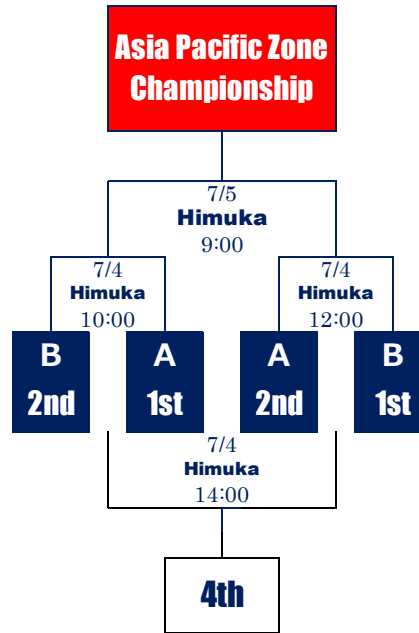 Asia Pacific Zone
Championship
7/5
Himuka
9:00
7/4
Himuka
10:00
7/4
Himuka
12:00
B
2nd
A
1st
A
2nd
B
1st
7/4
Himuka
14:00
4th